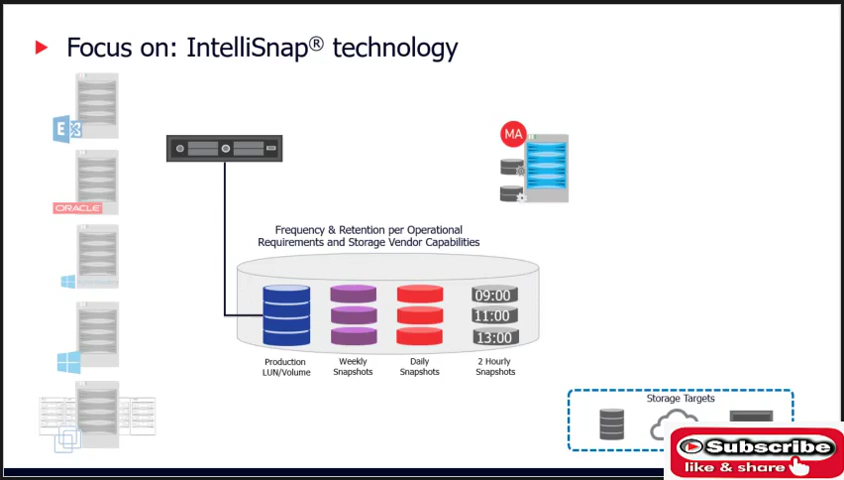 Focus on: IntelliSnap® technology
E
MA
ORACLE
Frequency & Retention per Operational
Requirements and Storage Vendor Capabilities
09:00
11:00
13:00
Production
LUN/Volume
Weekly
Snapshots
Daily
Snapshots
2 Hourly
Snapshots
Storage Targets
Subscribe
like & share